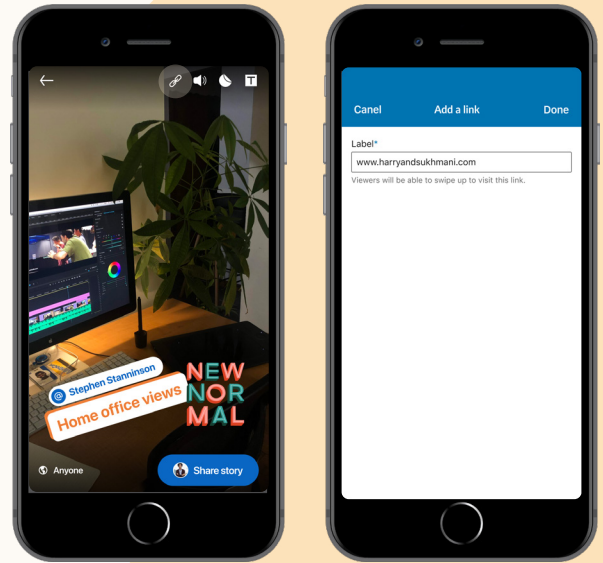 T
@ Stephen Stanninson
Home office views
NEW
NOR
MAL
Anyone
Share story
Canel
Add a link
Done
Label*
www.harryandsukhmani.com
Viewers will be able to swipe up to visit this link.